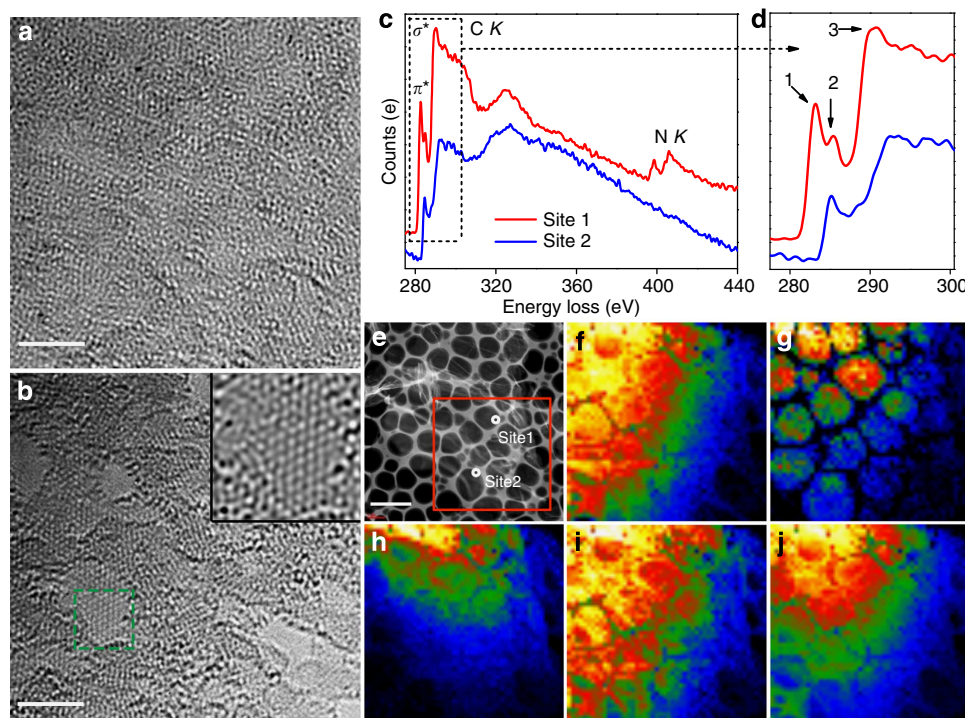 a
b
c
σ*
C K
π*
Counts (e)
N K
Site 1
Site 2
275 280 320 360 400 440
Energy loss (eV)
d
3
1
2
280 290 300
e
Site1
Site2
f
g
h
i
j